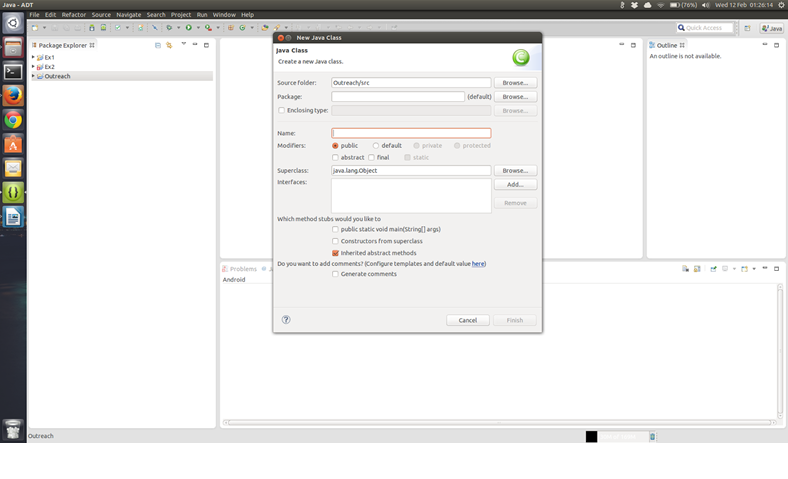 Java - ADT
(76%) Wed 12 Feb 01:26:14
File Edit Refactor Source Navigate Search Project Run Window Help
Quick Access
Java
Package Explorer
Ex1
Ex2
Outreach
Outline
An outline is not available.
New Java Class
Java Class
Create a new Java class.
C
Source folder: Outreach/src Browse...
Package: (default) Browse...
Enclosing type: Browse...
Name:
Modifiers: public default private protected
abstract final static
Superclass: java.lang.Object Browse...
Interfaces: Add...
Remove
Which method stubs would you like to
public static void main(String[] args)
Constructors from superclass
Inherited abstract methods
Do you want to add comments? (Configure templates and default value here)
Generate comments
? Cancel Finish
Problems @ Ja
Android
Outreach